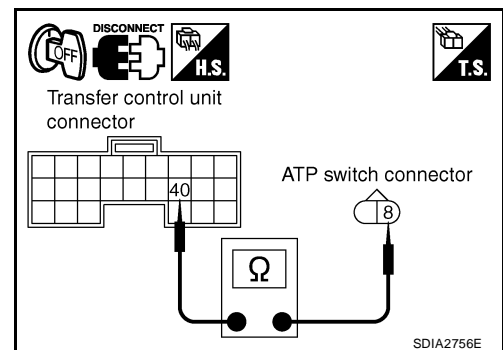 DISCONNECT
OFF
H.S.
T.S.
Transfer control unit
connector
40
ATP switch connector
8
Ω
SDIA2756E